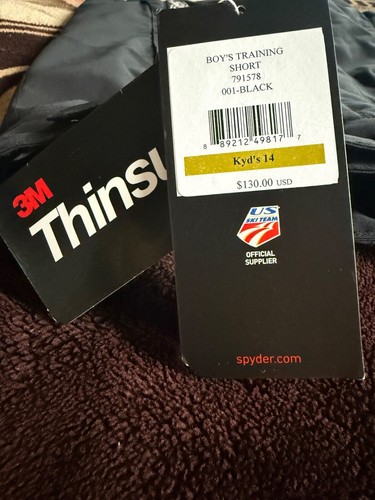 BOY'S TRAINING
SHORT
791578
001-BLACK
8 89212 49817 7
Kyd's 14
$130.00 USD
3M
Thinsu
US
SKI TEAM
OFFICIAL
SUPPLIER
spyder.com